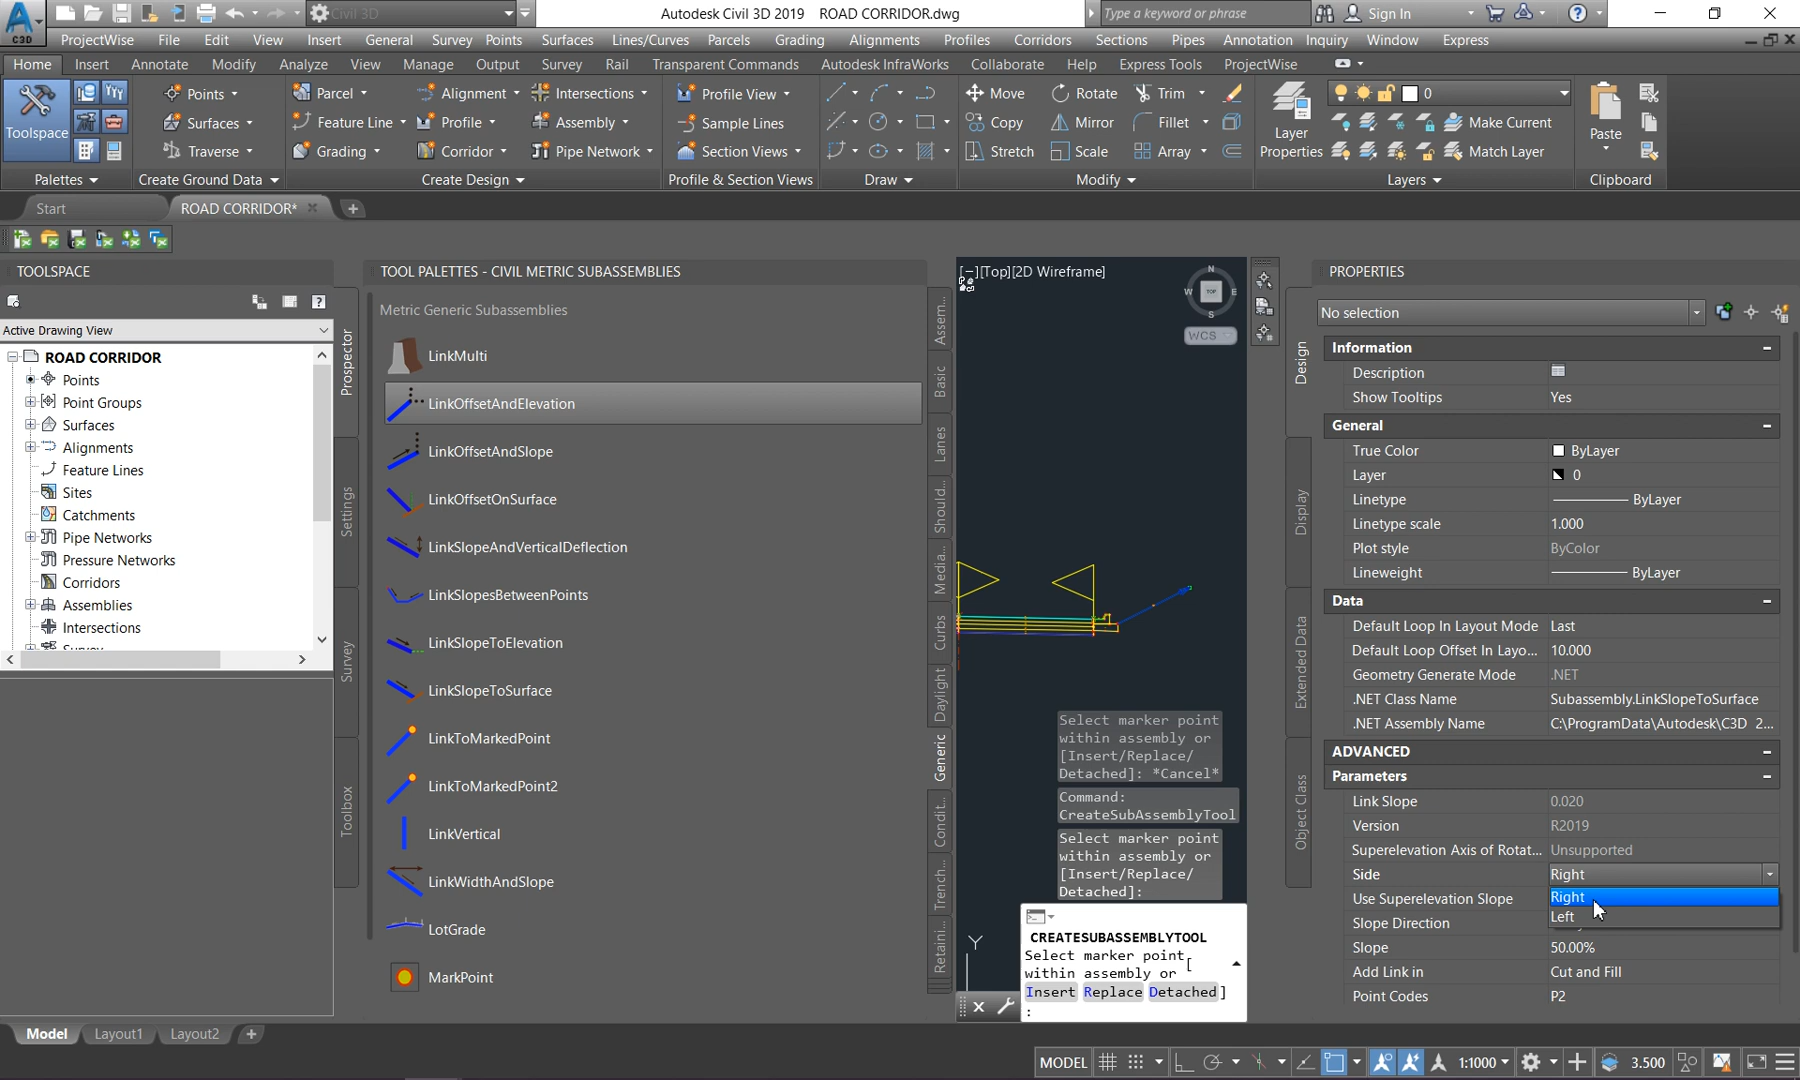 Civil 3D
Autodesk Civil 3D 2019 ROAD CORRIDOR.dwg
Type a keyword or phrase
Sign In
C3D
ProjectWise File Edit View Insert General Survey Points Surfaces Lines/Curves Parcels Grading Alignments Profiles Corridors Sections Pipes Annotation Inquiry Window Express
Home Insert Annotate Modify Analyze View Manage Output Survey Rail Transparent Commands Autodesk InfraWorks Collaborate Help Express Tools ProjectWise
Points Parcel Alignment Intersections Profile View Move Rotate Trim 0
Toolspace Surfaces Feature Line Profile Assembly Sample Lines Copy Mirror Fillet Layer Properties Make Current Paste
Traverse Grading Corridor Pipe Network Section Views Stretch Scale Array Match Layer
Palettes Create Ground Data Create Design Profile & Section Views Draw Modify Layers Clipboard
Start ROAD CORRIDOR*
TOOLSPACE
Active Drawing View
ROAD CORRIDOR
Points
Point Groups
Surfaces
Alignments
Feature Lines
Sites
Catchments
Pipe Networks
Pressure Networks
Corridors
Assemblies
Intersections
Prospector
Settings
Survey
Toolbox
TOOL PALETTES - CIVIL METRIC SUBASSEMBLIES
Metric Generic Subassemblies
LinkMulti
LinkOffsetAndElevation
LinkOffsetAndSlope
LinkOffsetOnSurface
LinkSlopeAndVerticalDeflection
LinkSlopesBetweenPoints
LinkSlopeToElevation
LinkSlopeToSurface
LinkToMarkedPoint
LinkToMarkedPoint2
LinkVertical
LinkWidthAndSlope
LotGrade
MarkPoint
Assem...
Basic
Lanes
Should...
Media...
Curbs
Daylight
Generic
Condit...
Trench...
Retaini...
[−][Top][2D Wireframe]
N
W TOP E
S
WCS
Select marker point
within assembly or
[Insert/Replace/
Detached]: *Cancel*
Command:
CreateSubAssemblyTool
Select marker point
within assembly or
[Insert/Replace/
Detached]:
Y
CREATESUBASSEMBLYTOOL
Select marker point
within assembly or [
Insert Replace Detached]
:
PROPERTIES
No selection
Design
Display
Extended Data
Object Class
Information
Description
Show Tooltips Yes
General
True Color ByLayer
Layer 0
Linetype ByLayer
Linetype scale 1.000
Plot style ByColor
Lineweight ByLayer
Data
Default Loop In Layout Mode Last
Default Loop Offset In Layo... 10.000
Geometry Generate Mode .NET
.NET Class Name Subassembly.LinkSlopeToSurface
.NET Assembly Name C:\ProgramData\Autodesk\C3D 2...
ADVANCED
Parameters
Link Slope 0.020
Version R2019
Superelevation Axis of Rotat... Unsupported
Side Right
Use Superelevation Slope Right
Slope Direction Left
Slope 50.00%
Add Link in Cut and Fill
Point Codes P2
Model Layout1 Layout2
MODEL 1:1000 3.500